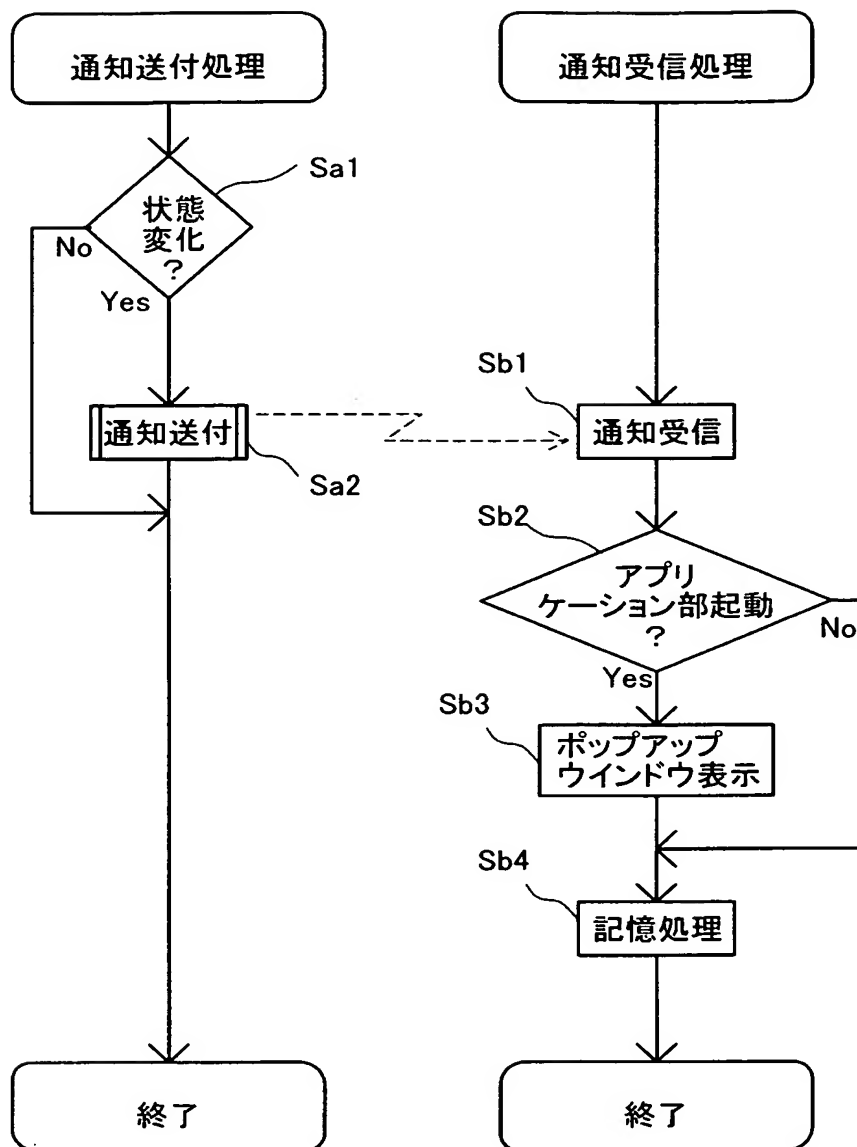 通知送付処理
Sa1
状態
変化
?
No
Yes
通知送付
Sa2
終了
通知受信処理
Sb1
通知受信
Sb2
アプリ
ケーション部起動
?
No
Yes
Sb3
ポップアップ
ウインドウ表示
Sb4
記憶処理
終了